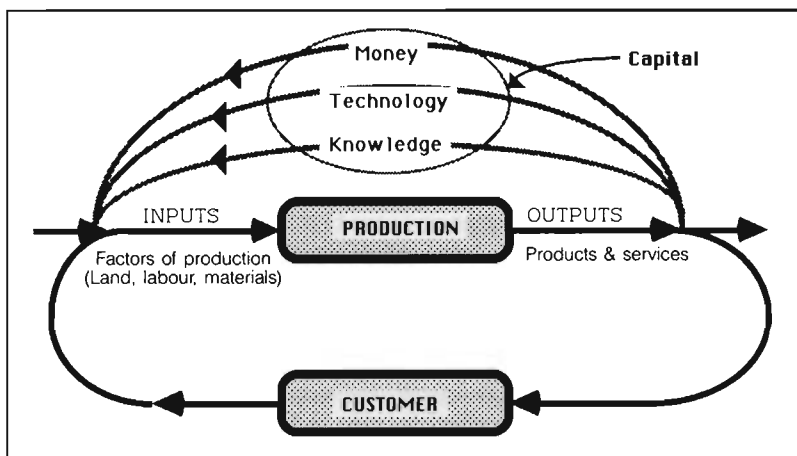 Money
Capital
Technology
Knowledge
INPUTS
PRODUCTION
OUTPUTS
Factors of production
(Land, labour, materials)
Products & services
CUSTOMER